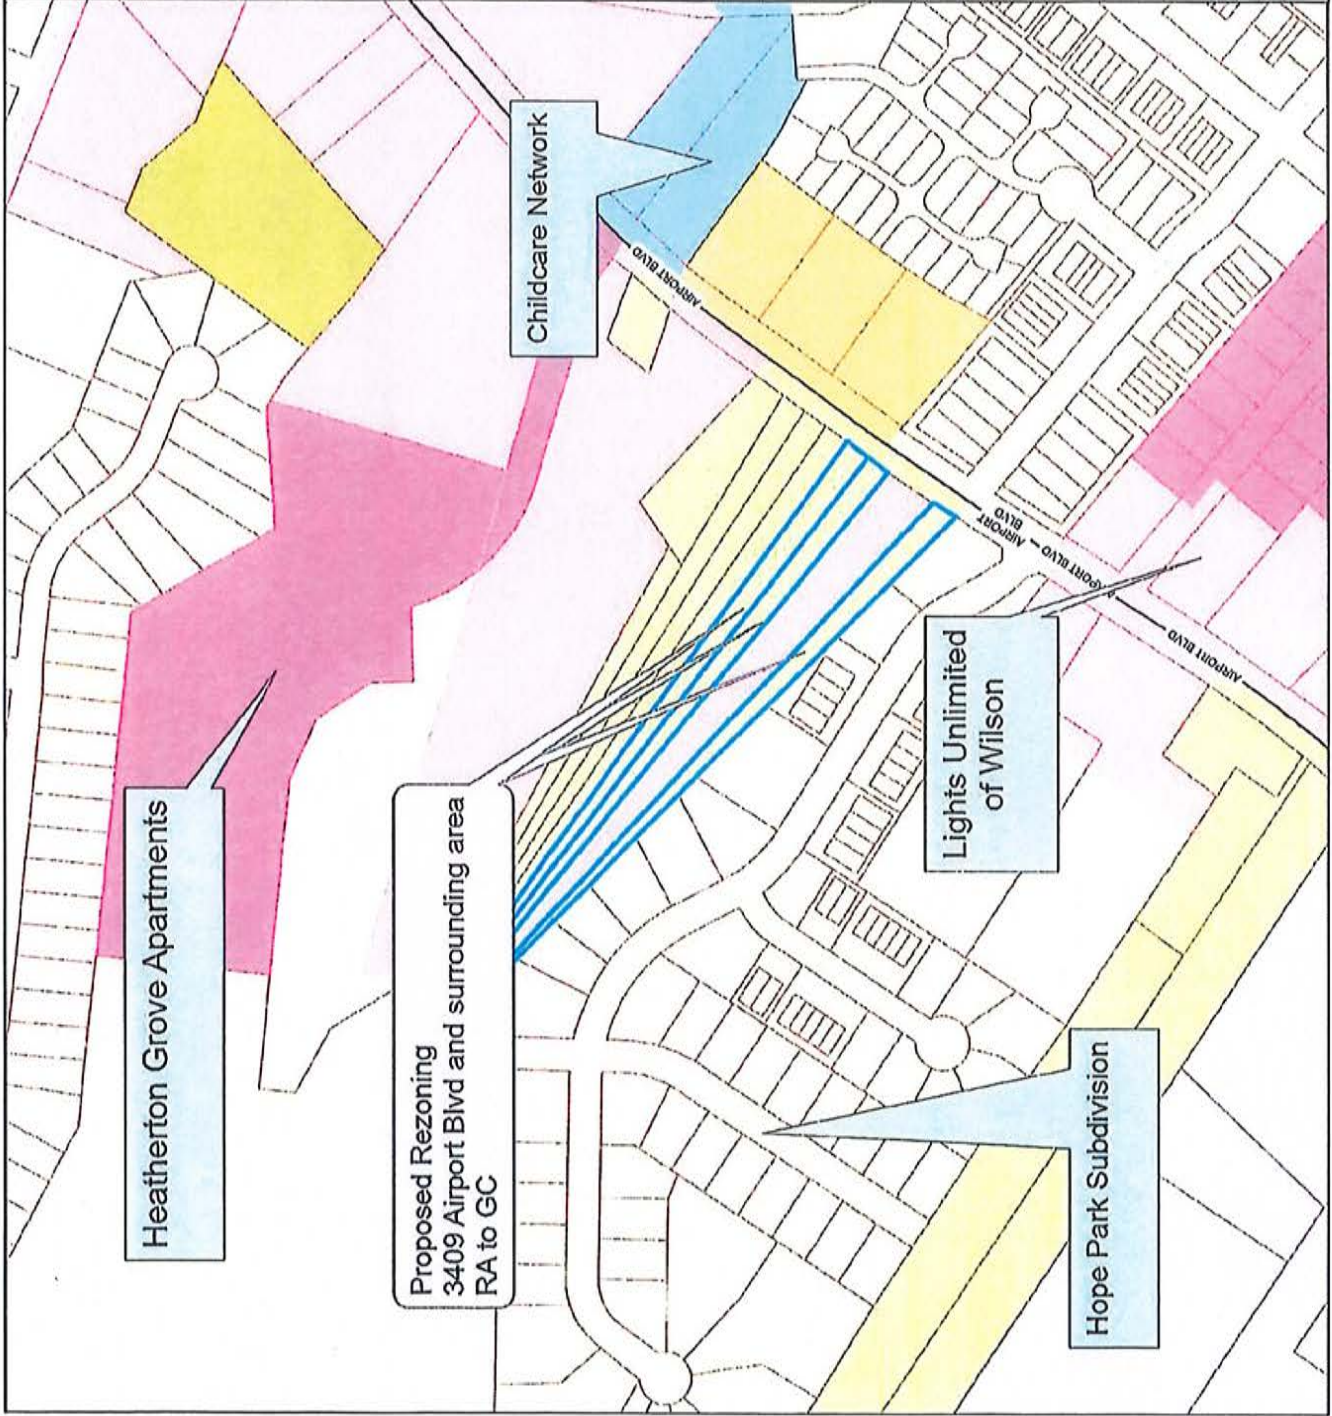 Heatherton Grove Apartments
Proposed Rezoning
3409 Airport Blvd and surrounding area
RA to GC
Childcare Network
Lights Unlimited
of Wilson
Hope Park Subdivision
AIRPORT BLVD
AIRPORT
BLVD
AIRPORT BLVD
AIRPORT BLVD